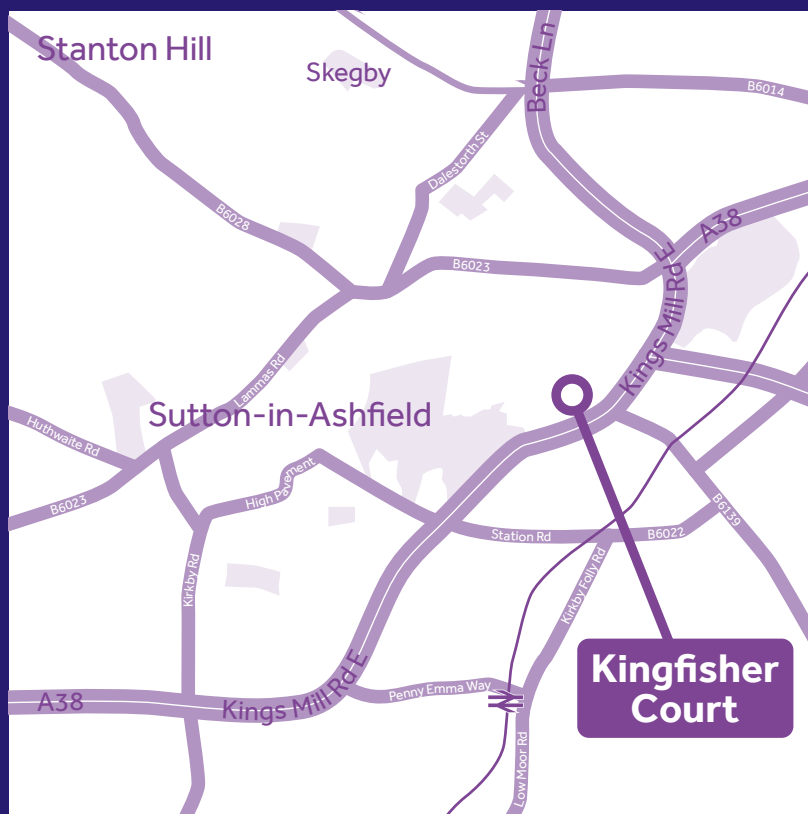 Stanton Hill
Skegby
Beck Ln
B6014
Dalestorth St
B6028
A38
B6023
Kings Mill Rd E
Lammas Rd
Sutton-in-Ashfield
Huthwaite Rd
High Pavement
B6023
B6139
Station Rd
B6022
Kirkby Rd
Kirkby Folly Rd
Kingfisher
Court
Penny Emma Way
A38
Kings Mill Rd E
Low Moor Rd